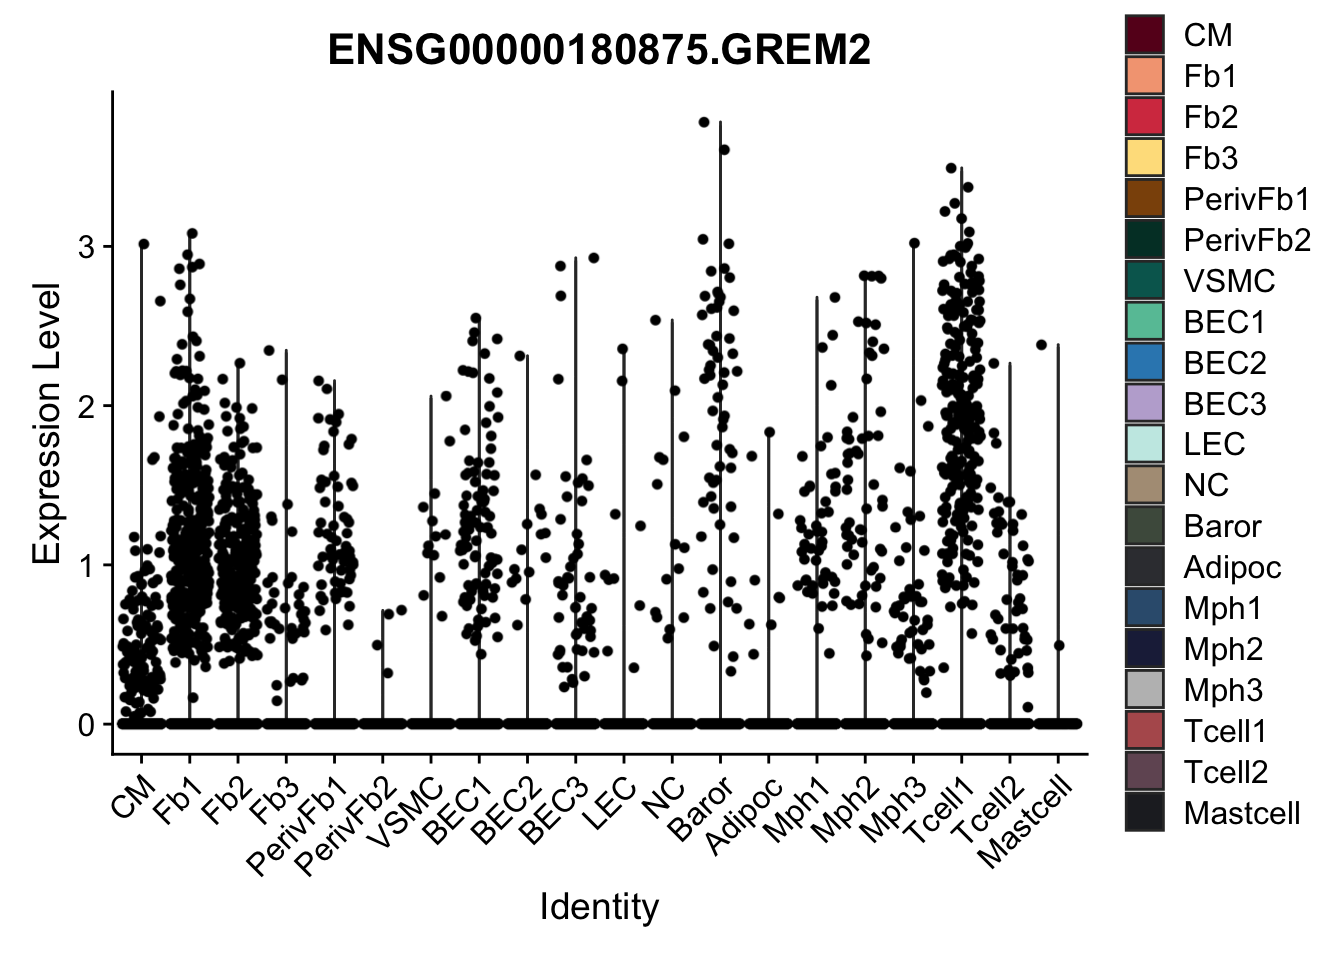 ENSG00000180875.GREM2
Expression Level
3
2
1
0
CM
Fb1
Fb2
Fb3
PerivFb1
PerivFb2
VSMC
BEC1
BEC2
BEC3
LEC
NC
Baror
Adipoc
Mph1
Mph2
Mph3
Tcell1
Tcell2
Mastcell
Identity
CM
Fb1
Fb2
Fb3
PerivFb1
PerivFb2
VSMC
BEC1
BEC2
BEC3
LEC
NC
Baror
Adipoc
Mph1
Mph2
Mph3
Tcell1
Tcell2
Mastcell